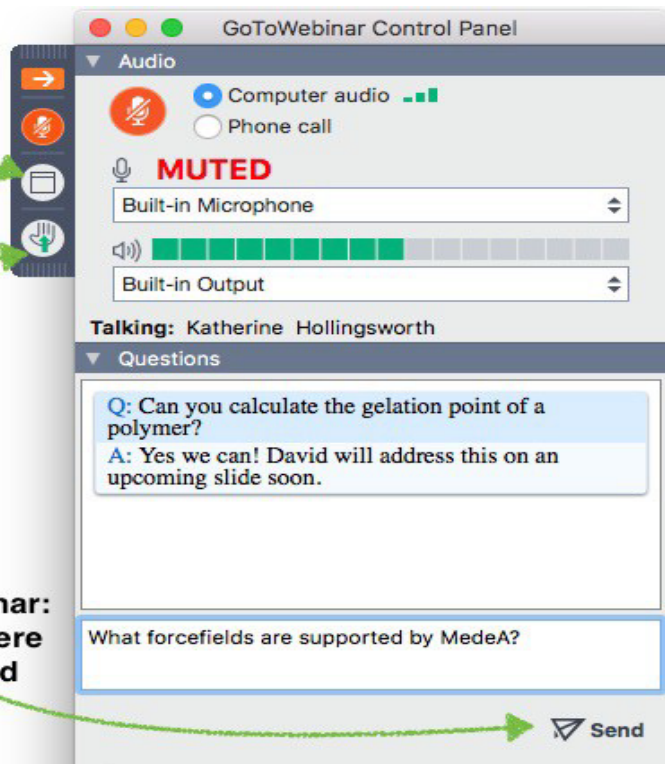 GoToWebinar Control Panel
Audio
Computer audio
Phone call
MUTED
Built-in Microphone
Built-in Output
Talking: Katherine Hollingsworth
Questions
Q: Can you calculate the gelation point of a
polymer?
A: Yes we can! David will address this on an
upcoming slide soon.
What forcefields are supported by MedeA?
Send